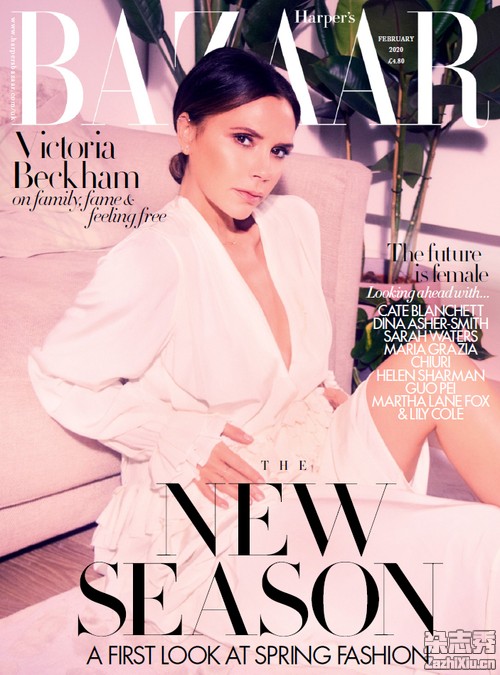 Harper's
BAZAAR
FEBRUARY
2020
£4.80
Victoria
Beckham
on family, fame &
feeling free
The future
is female
Looking ahead with...
CATE BLANCHETT
DINA ASHER-SMITH
SARAH WATERS
MARIA GRAZIA
CHIURI
HELEN SHARMAN
GUO PEI
MARTHA LANE FOX
& LILY COLE
THE
NEW
SEASON
A FIRST LOOK AT SPRING FASHION
杂志秀
ZazhiXiu.cn